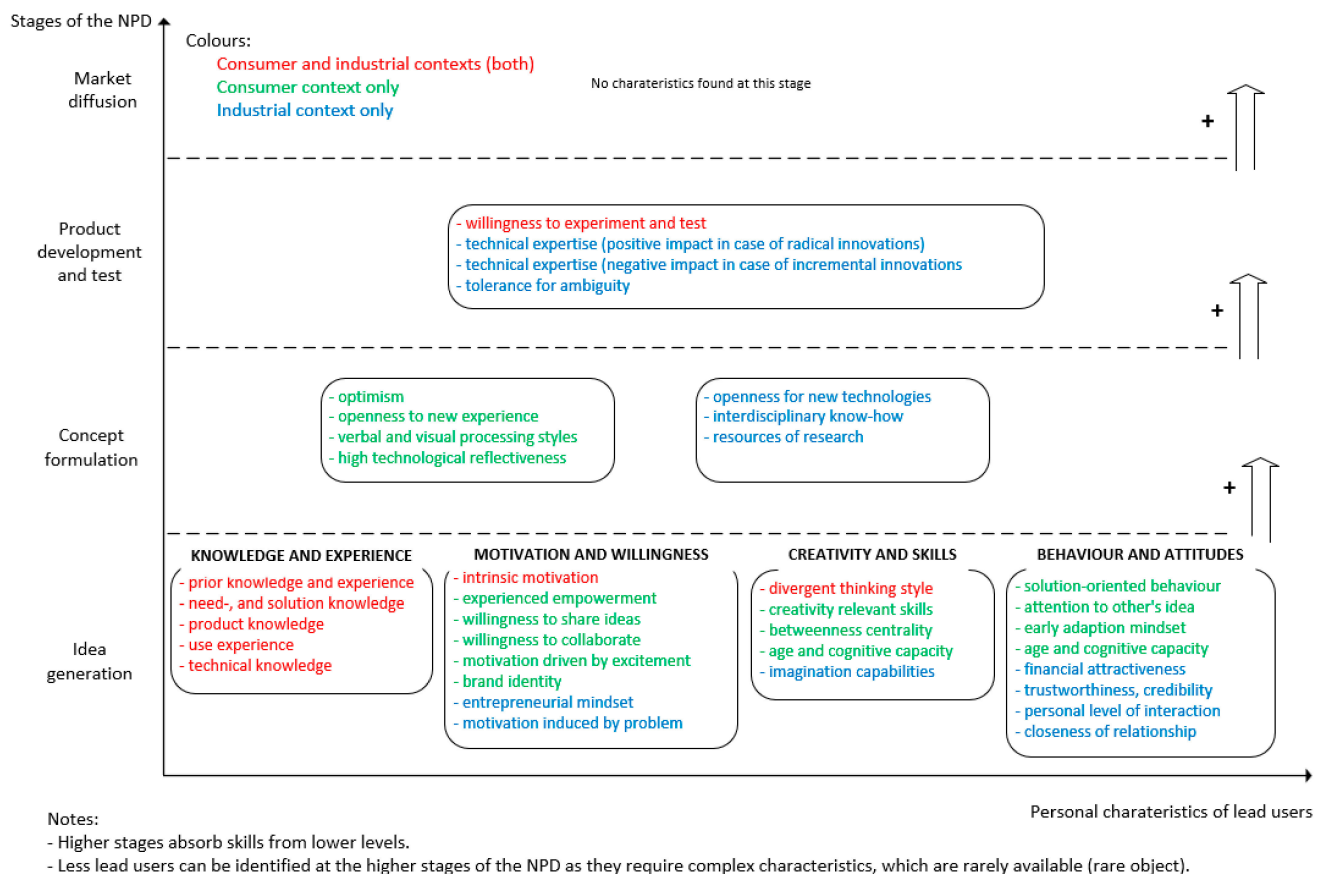 Stages of the NPD
Colours:
Consumer and industrial contexts (both)
Consumer context only
Industrial context only
Market
diffusion
No charateristics found at this stage
+
Product
development
and test
- willingness to experiment and test
- technical expertise (positive impact in case of radical innovations)
- technical expertise (negative impact in case of incremental innovations
- tolerance for ambiguity
+
Concept
formulation
- optimism
- openness to new experience
- verbal and visual processing styles
- high technological reflectiveness
- openness for new technologies
- interdisciplinary know-how
- resources of research
+
Idea
generation
KNOWLEDGE AND EXPERIENCE
- prior knowledge and experience
- need-, and solution knowledge
- product knowledge
- use experience
- technical knowledge
MOTIVATION AND WILLINGNESS
- intrinsic motivation
- experienced empowerment
- willingness to share ideas
- willingness to collaborate
- motivation driven by excitement
- brand identity
- entrepreneurial mindset
- motivation induced by problem
CREATIVITY AND SKILLS
- divergent thinking style
- creativity relevant skills
- betweenness centrality
- age and cognitive capacity
- imagination capabilities
BEHAVIOUR AND ATTITUDES
- solution-oriented behaviour
- attention to other's idea
- early adaption mindset
- age and cognitive capacity
- financial attractiveness
- trustworthiness, credibility
- personal level of interaction
- closeness of relationship
Personal charateristics of lead users
Notes:
- Higher stages absorb skills from lower levels.
- Less lead users can be identified at the higher stages of the NPD as they require complex characteristics, which are rarely available (rare object).